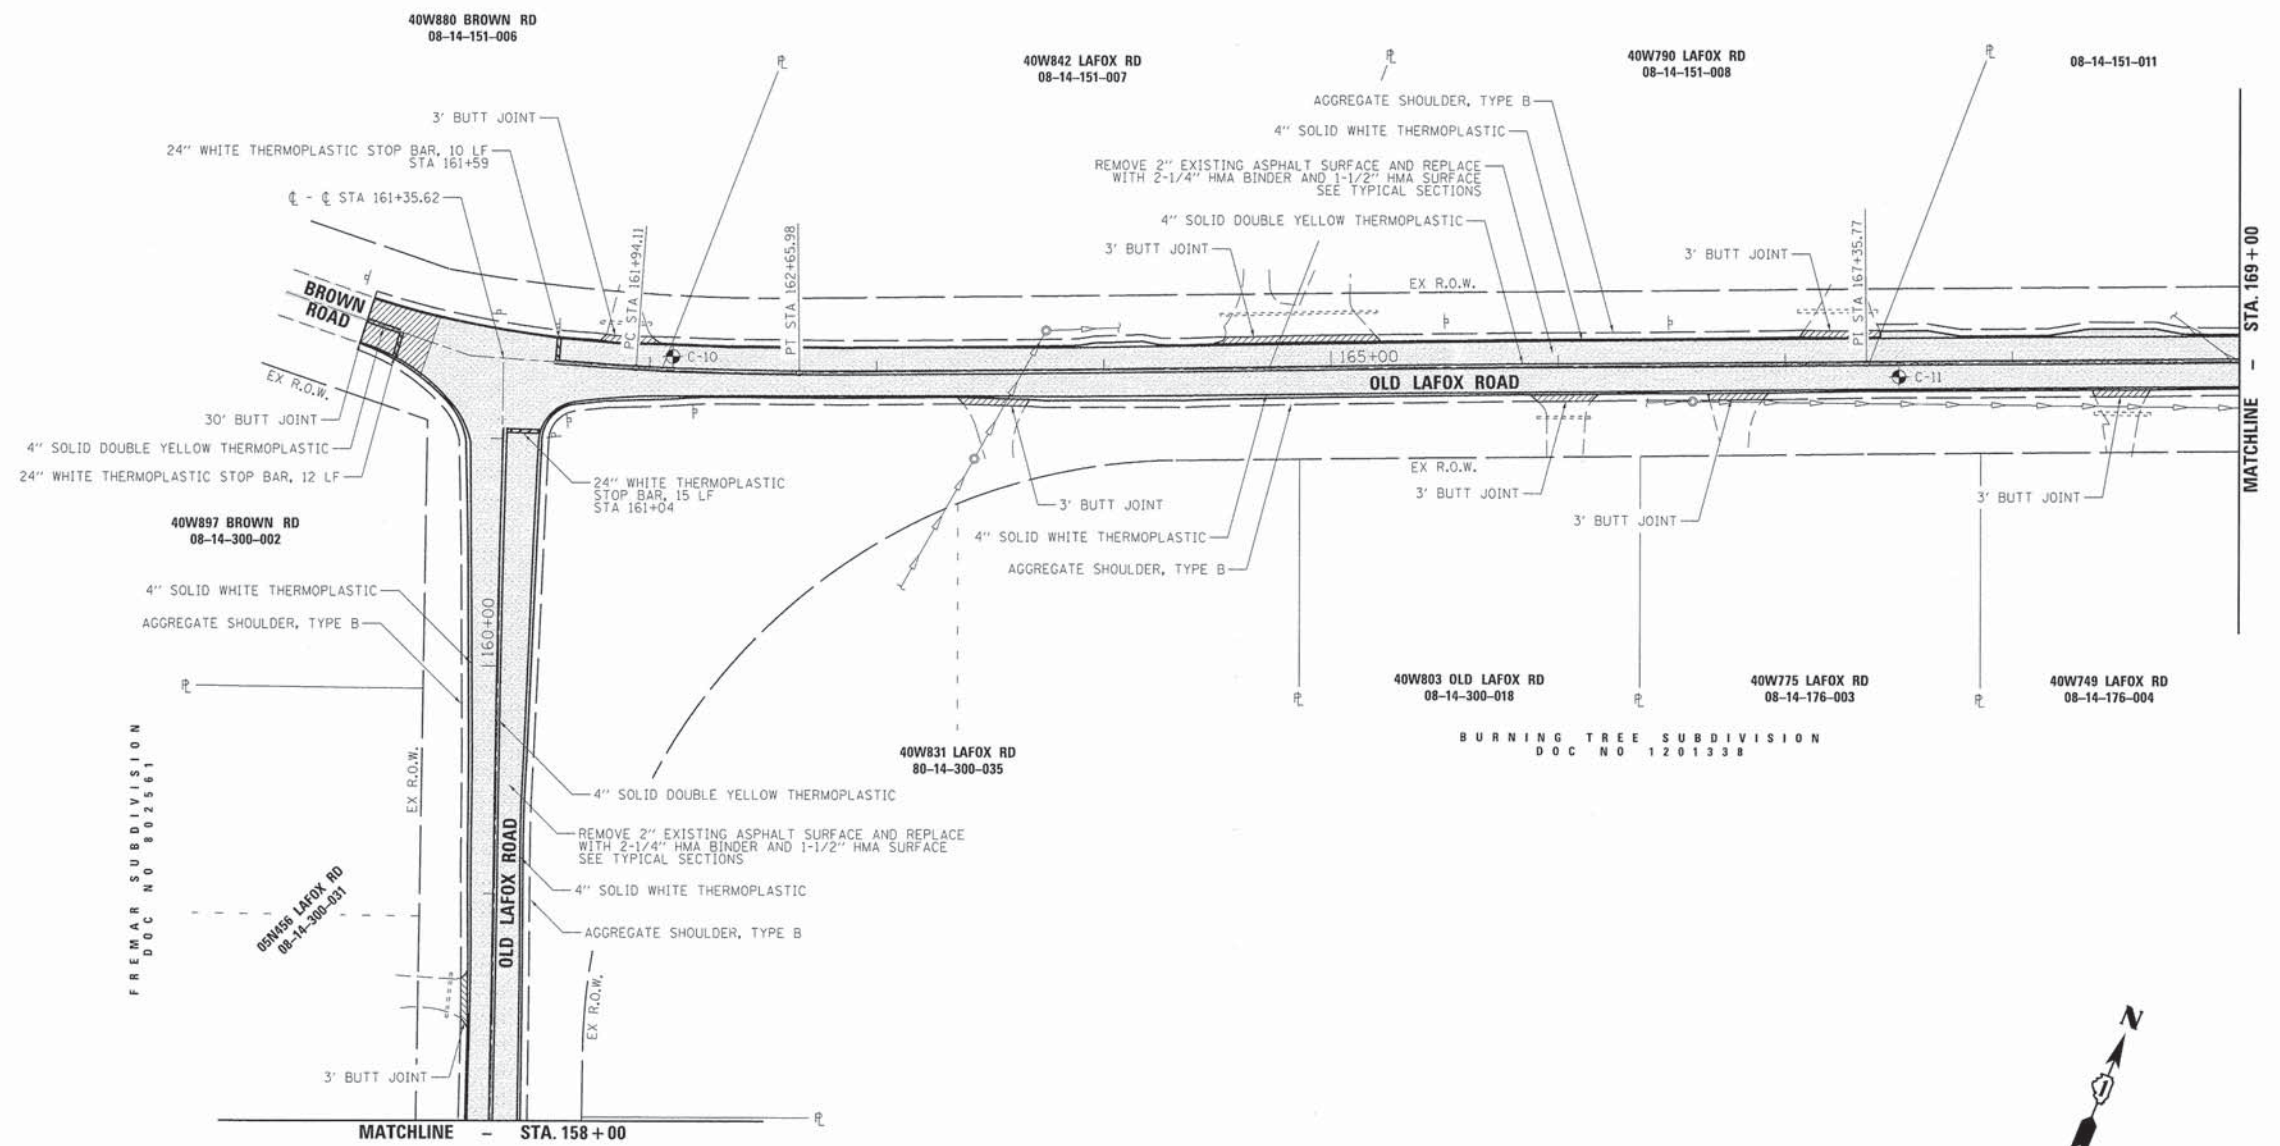 40W880 BROWN RD
08-14-151-006
40W842 LAFOX RD
08-14-151-007
40W790 LAFOX RD
08-14-151-008
08-14-151-011
3' BUTT JOINT
24" WHITE THERMOPLASTIC STOP BAR, 10 LF
STA 161+59
℄ - ℄ STA 161+35.62
PC STA 161+94.11
PT STA 162+65.98
AGGREGATE SHOULDER, TYPE B
4" SOLID WHITE THERMOPLASTIC
REMOVE 2" EXISTING ASPHALT SURFACE AND REPLACE
WITH 2-1/4" HMA BINDER AND 1-1/2" HMA SURFACE
SEE TYPICAL SECTIONS
4" SOLID DOUBLE YELLOW THERMOPLASTIC
3' BUTT JOINT
3' BUTT JOINT
PI STA 167+35.77
EX R.O.W.
MATCHLINE - STA. 169+00
BROWN
ROAD
C-10
165+00
OLD LAFOX ROAD
C-11
EX R.O.W.
30' BUTT JOINT
4" SOLID DOUBLE YELLOW THERMOPLASTIC
24" WHITE THERMOPLASTIC STOP BAR, 12 LF
24" WHITE THERMOPLASTIC
STOP BAR, 15 LF
STA 161+04
3' BUTT JOINT
4" SOLID WHITE THERMOPLASTIC
AGGREGATE SHOULDER, TYPE B
EX R.O.W.
3' BUTT JOINT
3' BUTT JOINT
3' BUTT JOINT
40W897 BROWN RD
08-14-300-002
4" SOLID WHITE THERMOPLASTIC
AGGREGATE SHOULDER, TYPE B
160+00
PL
PL
PL
PL
PL
PL
PL
PL
40W803 OLD LAFOX RD
08-14-300-018
40W775 LAFOX RD
08-14-176-003
40W749 LAFOX RD
08-14-176-004
BURNING TREE SUBDIVISION
DOC NO 1201338
40W831 LAFOX RD
80-14-300-035
FREMAR SUBDIVISION
DOC NO 802561
EX R.O.W.
05N456 LAFOX RD
08-14-300-031
4" SOLID DOUBLE YELLOW THERMOPLASTIC
REMOVE 2" EXISTING ASPHALT SURFACE AND REPLACE
WITH 2-1/4" HMA BINDER AND 1-1/2" HMA SURFACE
SEE TYPICAL SECTIONS
4" SOLID WHITE THERMOPLASTIC
AGGREGATE SHOULDER, TYPE B
OLD LAFOX ROAD
EX R.O.W.
3' BUTT JOINT
MATCHLINE - STA. 158+00
N